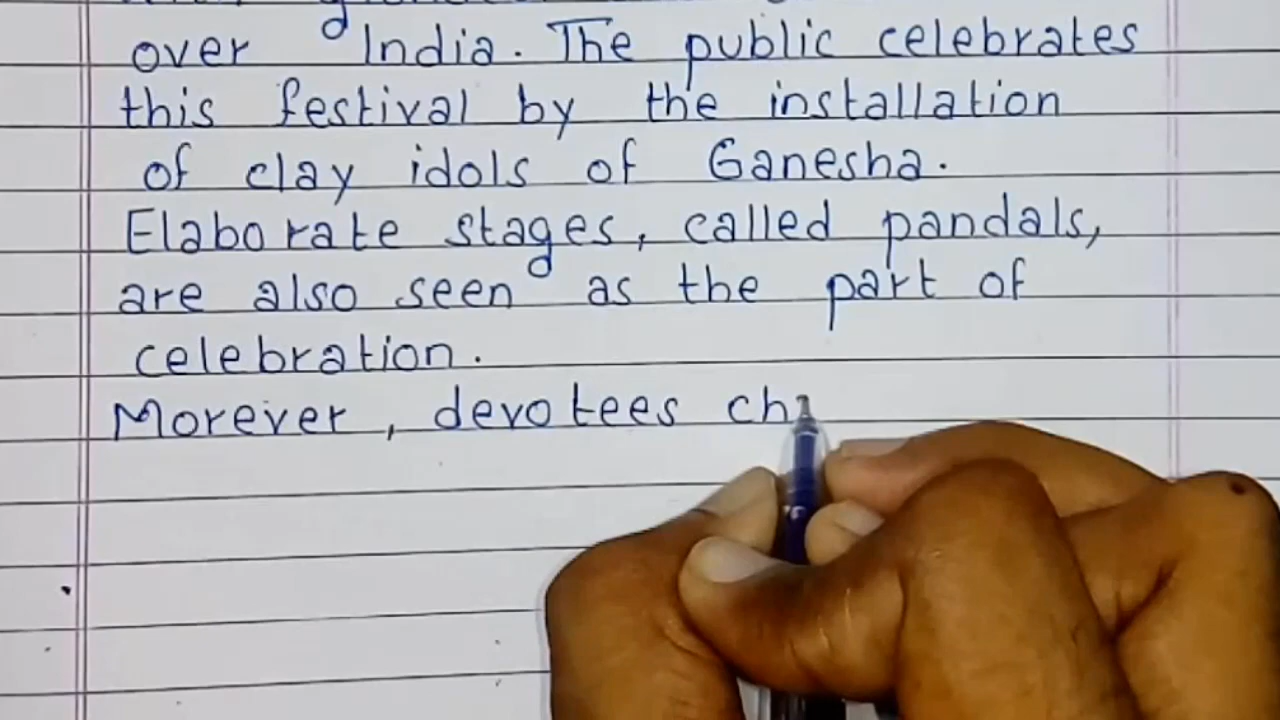 over India. The public celebrates
this festival by the installation
of clay idols of Ganesha.
Elaborate stages, called pandals,
are also seen as the part of
celebration.
Morever, devotees ch